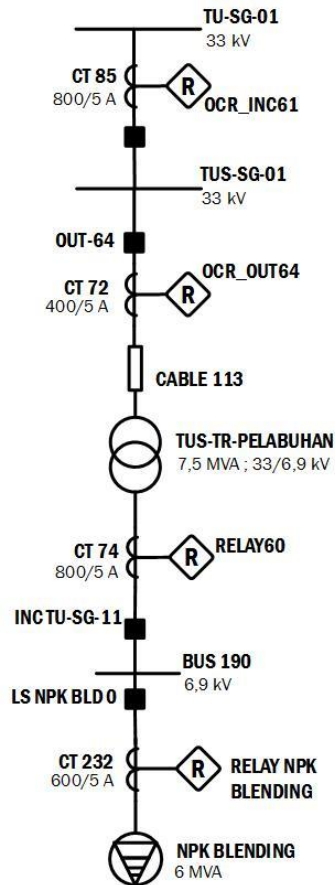 TU-SG-01
33 kV
CT 85
800/5 A
R
OCR_INC61
TUS-SG-01
33 kV
OUT-64
OCR_OUT64
CT 72
400/5 A
R
CABLE 113
TUS-TR-PELABUHAN
7,5 MVA ; 33/6,9 kV
CT 74
800/5 A
R
RELAY60
INC TU-SG-11
BUS 190
6,9 kV
LS NPK BLD 0
CT 232
600/5 A
R
RELAY NPK
BLENDING
NPK BLENDING
6 MVA